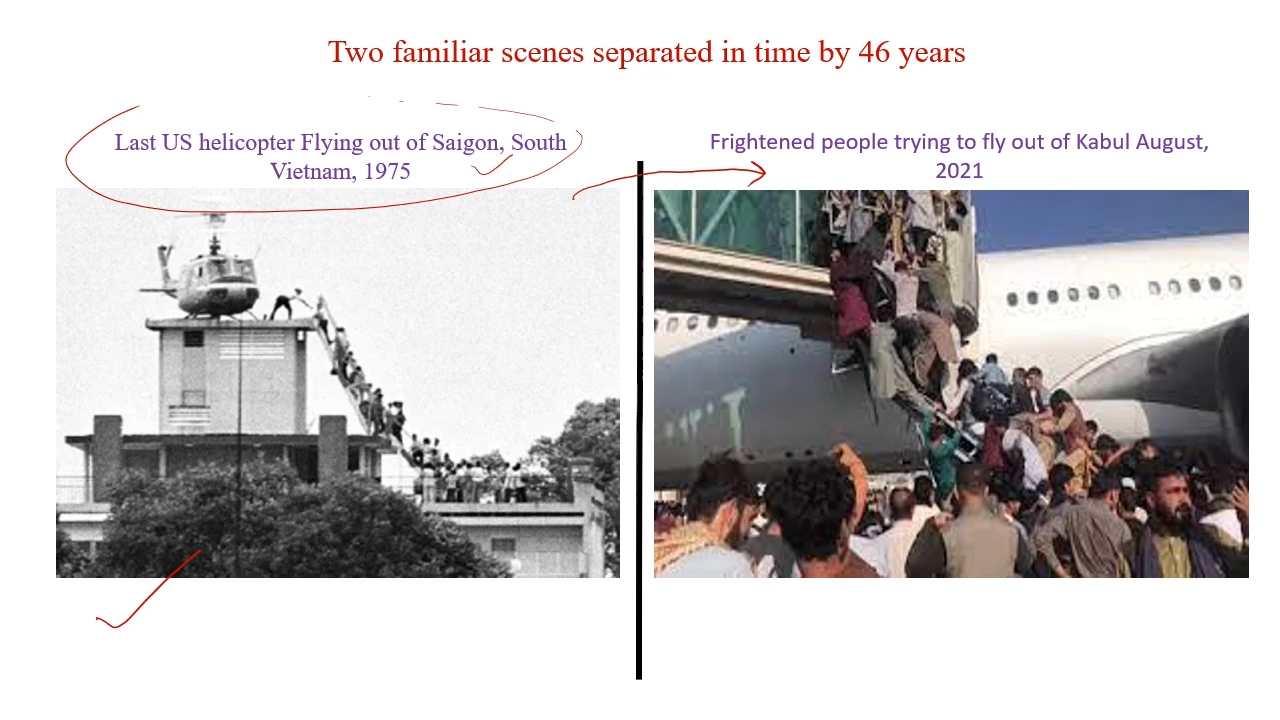 Two familiar scenes separated in time by 46 years
Last US helicopter Flying out of Saigon, South
Vietnam, 1975
Frightened people trying to fly out of Kabul August,
2021